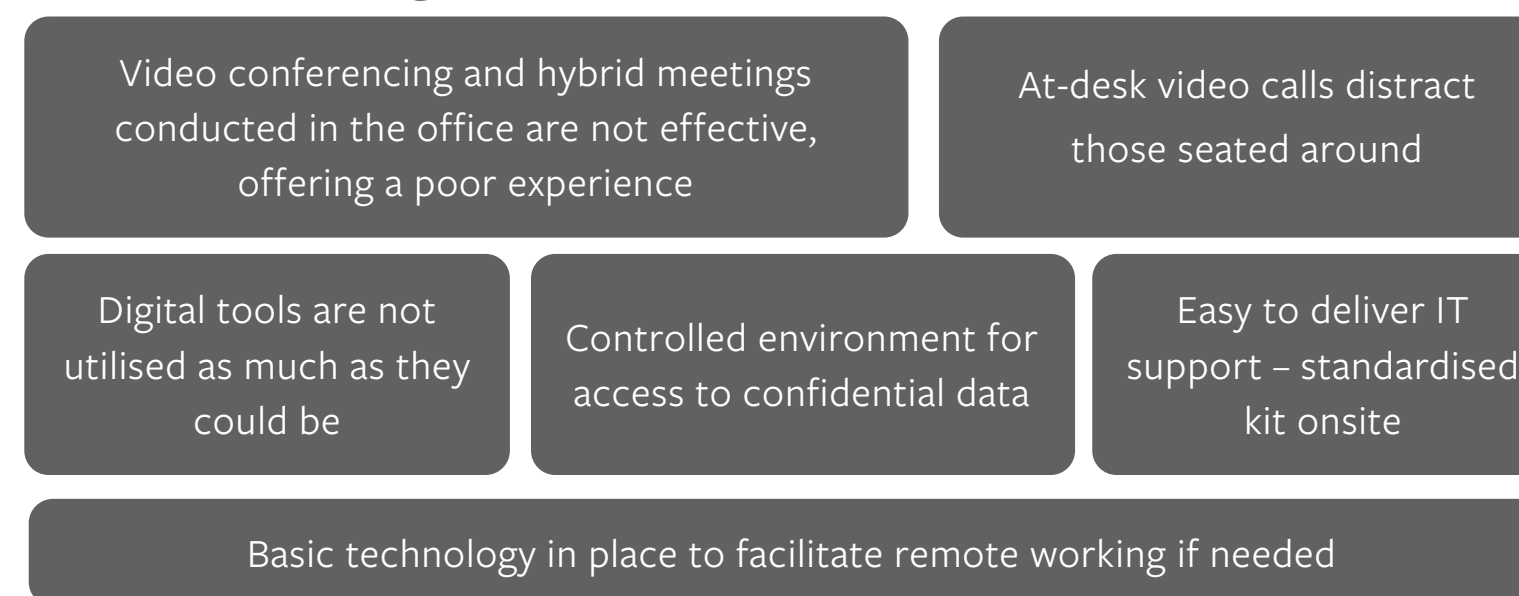 Video conferencing and hybrid meetings
conducted in the office are not effective,
offering a poor experience
At-desk video calls distract
those seated around
Digital tools are not
utilised as much as they
could be
Controlled environment for
access to confidential data
Easy to deliver IT
support – standardised
kit onsite
Basic technology in place to facilitate remote working if needed